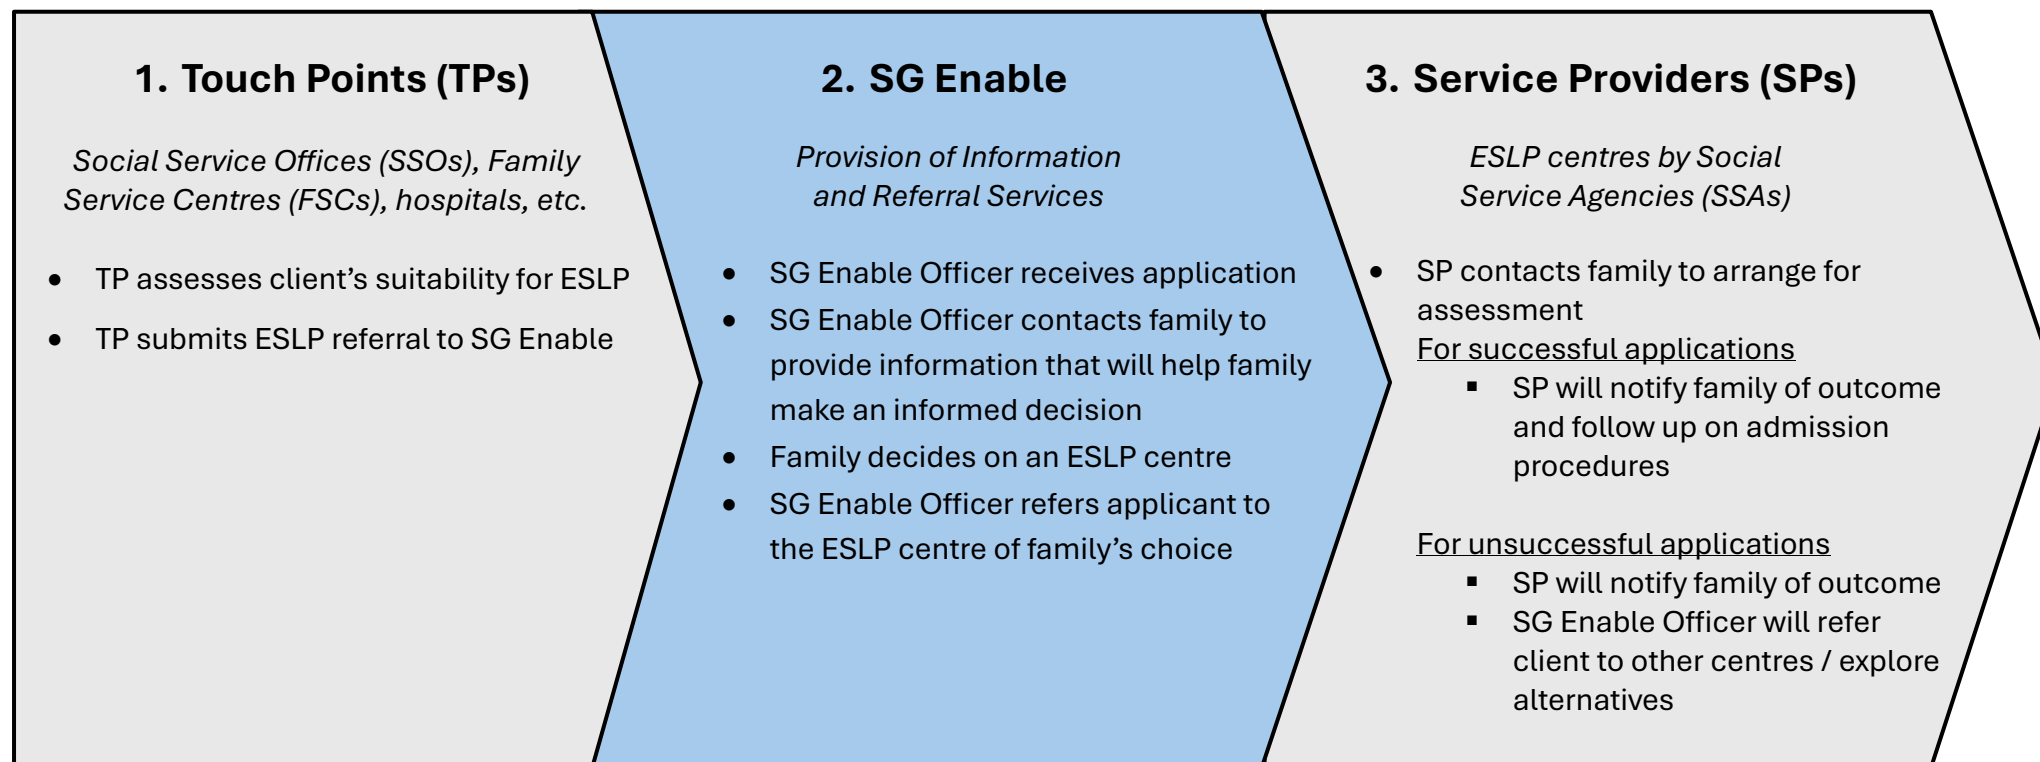 1. Touch Points (TPs)
Social Service Offices (SSOs), Family
Service Centres (FSCs), hospitals, etc.
• TP assesses client’s suitability for ESLP
• TP submits ESLP referral to SG Enable
2. SG Enable
Provision of Information
and Referral Services
• SG Enable Officer receives application
• SG Enable Officer contacts family to
provide information that will help family
make an informed decision
• Family decides on an ESLP centre
• SG Enable Officer refers applicant to
the ESLP centre of family’s choice
3. Service Providers (SPs)
ESLP centres by Social
Service Agencies (SSAs)
• SP contacts family to arrange for
assessment
For successful applications
▪ SP will notify family of outcome
and follow up on admission
procedures
For unsuccessful applications
▪ SP will notify family of outcome
▪ SG Enable Officer will refer
client to other centres / explore
alternatives